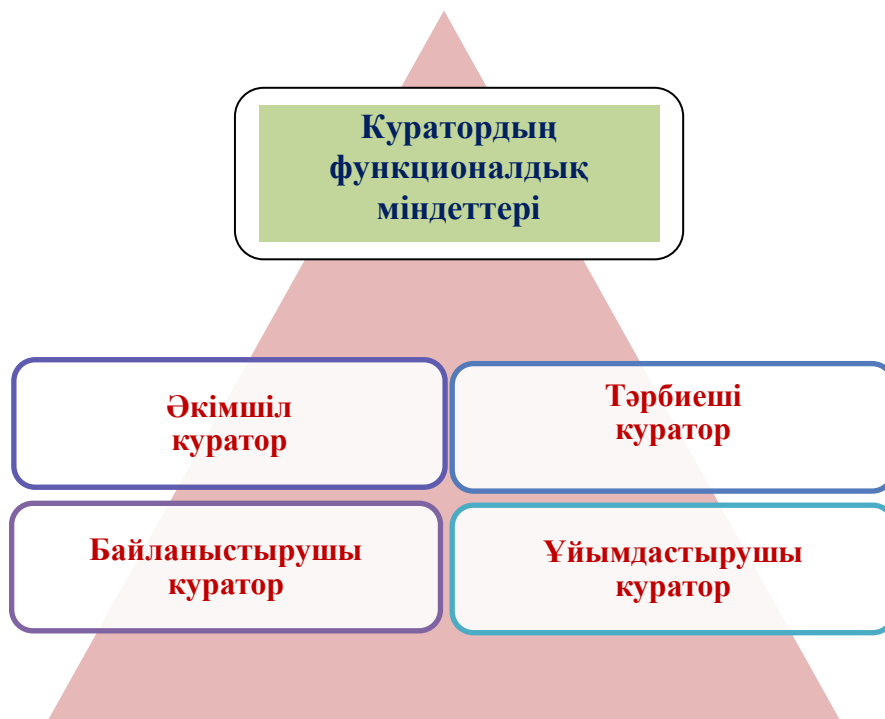 Куратордың
функционалдық
міндеттері
Әкімшіл
куратор
Тәрбиеші
куратор
Байланыстырушы
куратор
Ұйымдастырушы
куратор